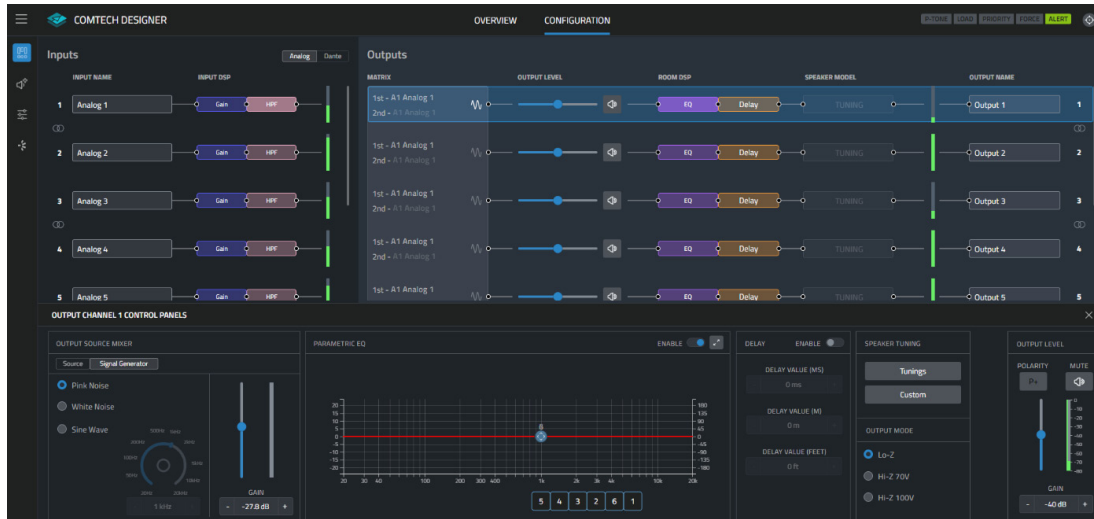 COMTECH DESIGNER
OVERVIEW
CONFIGURATION
P-TONE
LOAD
PRIORITY
FORCE
ALERT
Inputs
Analog
Dante
Outputs
INPUT NAME
INPUT DSP
MATRIX
OUTPUT LEVEL
ROOM DSP
SPEAKER MODEL
OUTPUT NAME
1 Analog 1 Gain HPF
1st - A1 Analog 1
2nd - A1 Analog 1
EQ Delay TUNING Output 1 1
2 Analog 2 Gain HPF
1st - A1 Analog 1
2nd - A1 Analog 1
EQ Delay TUNING Output 2 2
3 Analog 3 Gain HPF
1st - A1 Analog 1
2nd - A1 Analog 1
EQ Delay TUNING Output 3 3
4 Analog 4 Gain HPF
1st - A1 Analog 1
2nd - A1 Analog 1
EQ Delay TUNING Output 4 4
5 Analog 5 Gain HPF
1st - A1 Analog 1
EQ Delay TUNING Output 5 5
OUTPUT CHANNEL 1 CONTROL PANELS
OUTPUT SOURCE MIXER
Source
Signal Generator
Pink Noise
White Noise
Sine Wave
1 kHz
GAIN
- -27.8 dB +
PARAMETRIC EQ
ENABLE
20
15
10
5
0
-5
-10
-15
-20
180
135
90
45
0
-45
-90
-135
-180
20 30 40 100 200 300 400 1k 2k 3k 4k 10k 20k
5 4 3 2 6 1
DELAY
ENABLE
DELAY VALUE (MS)
0 ms
DELAY VALUE (M)
0 m
DELAY VALUE (FEET)
0 ft
SPEAKER TUNING
Tunings
Custom
OUTPUT MODE
Lo-Z
Hi-Z 70V
Hi-Z 100V
OUTPUT LEVEL
POLARITY
MUTE
P+
GAIN
- -40 dB +